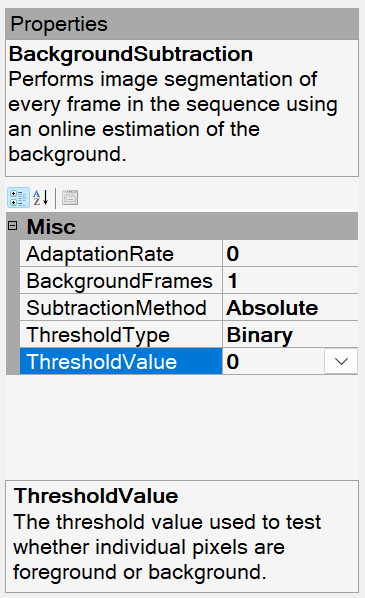 Properties
BackgroundSubtraction
Performs image segmentation of
every frame in the sequence using
an online estimation of the
background.
A
Z
Misc
AdaptationRate 0
BackgroundFrames 1
SubtractionMethod Absolute
ThresholdType Binary
ThresholdValue 0
ThresholdValue
The threshold value used to test
whether individual pixels are
foreground or background.